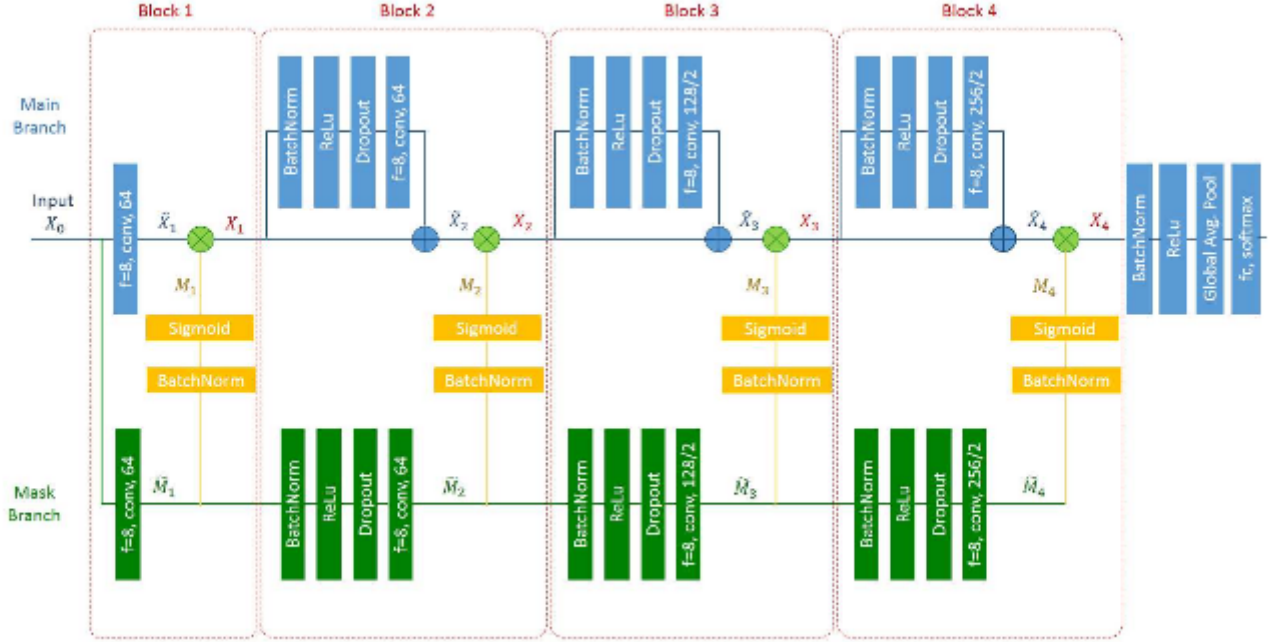 Block 1
Block 2
Block 3
Block 4
Main
Branch
Input
X₀
f=8, conv, 64
X̃₁
X₁
M₁
Sigmoid
BatchNorm
BatchNorm
ReLu
Dropout
f=8, conv, 64
X̃₂
X₂
M₂
Sigmoid
BatchNorm
BatchNorm
ReLu
Dropout
f=8, conv, 128/2
X̃₃
X₃
M₃
Sigmoid
BatchNorm
BatchNorm
ReLu
Dropout
f=8, conv, 256/2
X̃₄
X₄
M₄
Sigmoid
BatchNorm
BatchNorm
ReLu
Global Avg. Pool
fc, softmax
Mask
Branch
f=8, conv, 64
M̃₁
BatchNorm
ReLu
Dropout
f=8, conv, 64
M̃₂
BatchNorm
ReLu
Dropout
f=8, conv, 128/2
M̃₃
BatchNorm
ReLu
Dropout
f=8, conv, 256/2
M̃₄